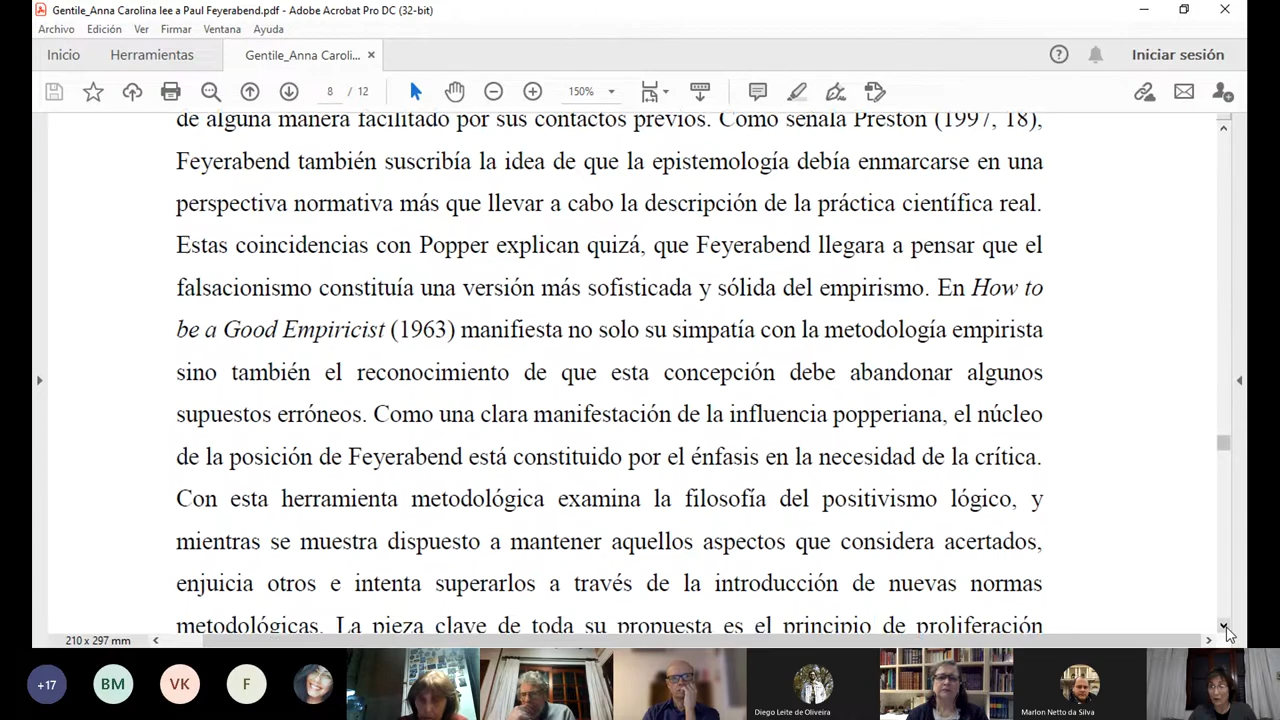 Gentile_Anna Carolina lee a Paul Feyerabend.pdf - Adobe Acrobat Pro DC (32-bit)
Archivo Edición Ver Firmar Ventana Ayuda
Inicio Herramientas Gentile_Anna Caroli... × Iniciar sesión
8 / 12 150%
de alguna manera facilitado por sus contactos previos. Como señala Preston (1997, 18),
Feyerabend también suscribía la idea de que la epistemología debía enmarcarse en una
perspectiva normativa más que llevar a cabo la descripción de la práctica científica real.
Estas coincidencias con Popper explican quizá, que Feyerabend llegara a pensar que el
falsacionismo constituía una versión más sofisticada y sólida del empirismo. En How to
be a Good Empiricist (1963) manifiesta no solo su simpatía con la metodología empirista
sino también el reconocimiento de que esta concepción debe abandonar algunos
supuestos erróneos. Como una clara manifestación de la influencia popperiana, el núcleo
de la posición de Feyerabend está constituido por el énfasis en la necesidad de la crítica.
Con esta herramienta metodológica examina la filosofía del positivismo lógico, y
mientras se muestra dispuesto a mantener aquellos aspectos que considera acertados,
enjuicia otros e intenta superarlos a través de la introducción de nuevas normas
metodológicas. La pieza clave de toda su propuesta es el principio de proliferación
210 x 297 mm
+17 BM VK F
Diego Leite de Oliveira Marlon Netto da Silva